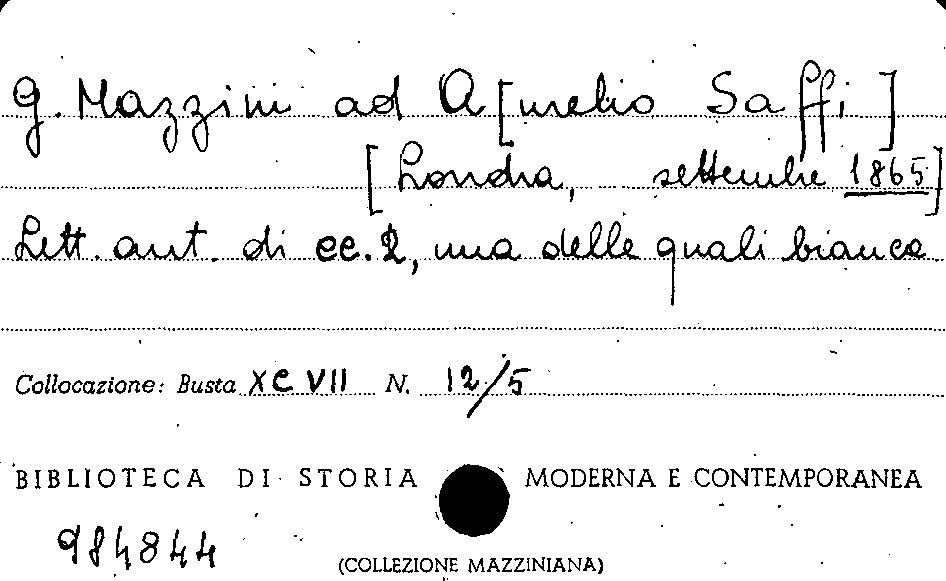 G. Mazzini ad A[urelio Saffi]
[Londra, settembre 1865]
Lett. aut. di cc. 2, una delle quali bianca
Collocazione: Busta XCVII N. 12/5
BIBLIOTECA DI STORIA MODERNA E CONTEMPORANEA
984844
(COLLEZIONE MAZZINIANA)